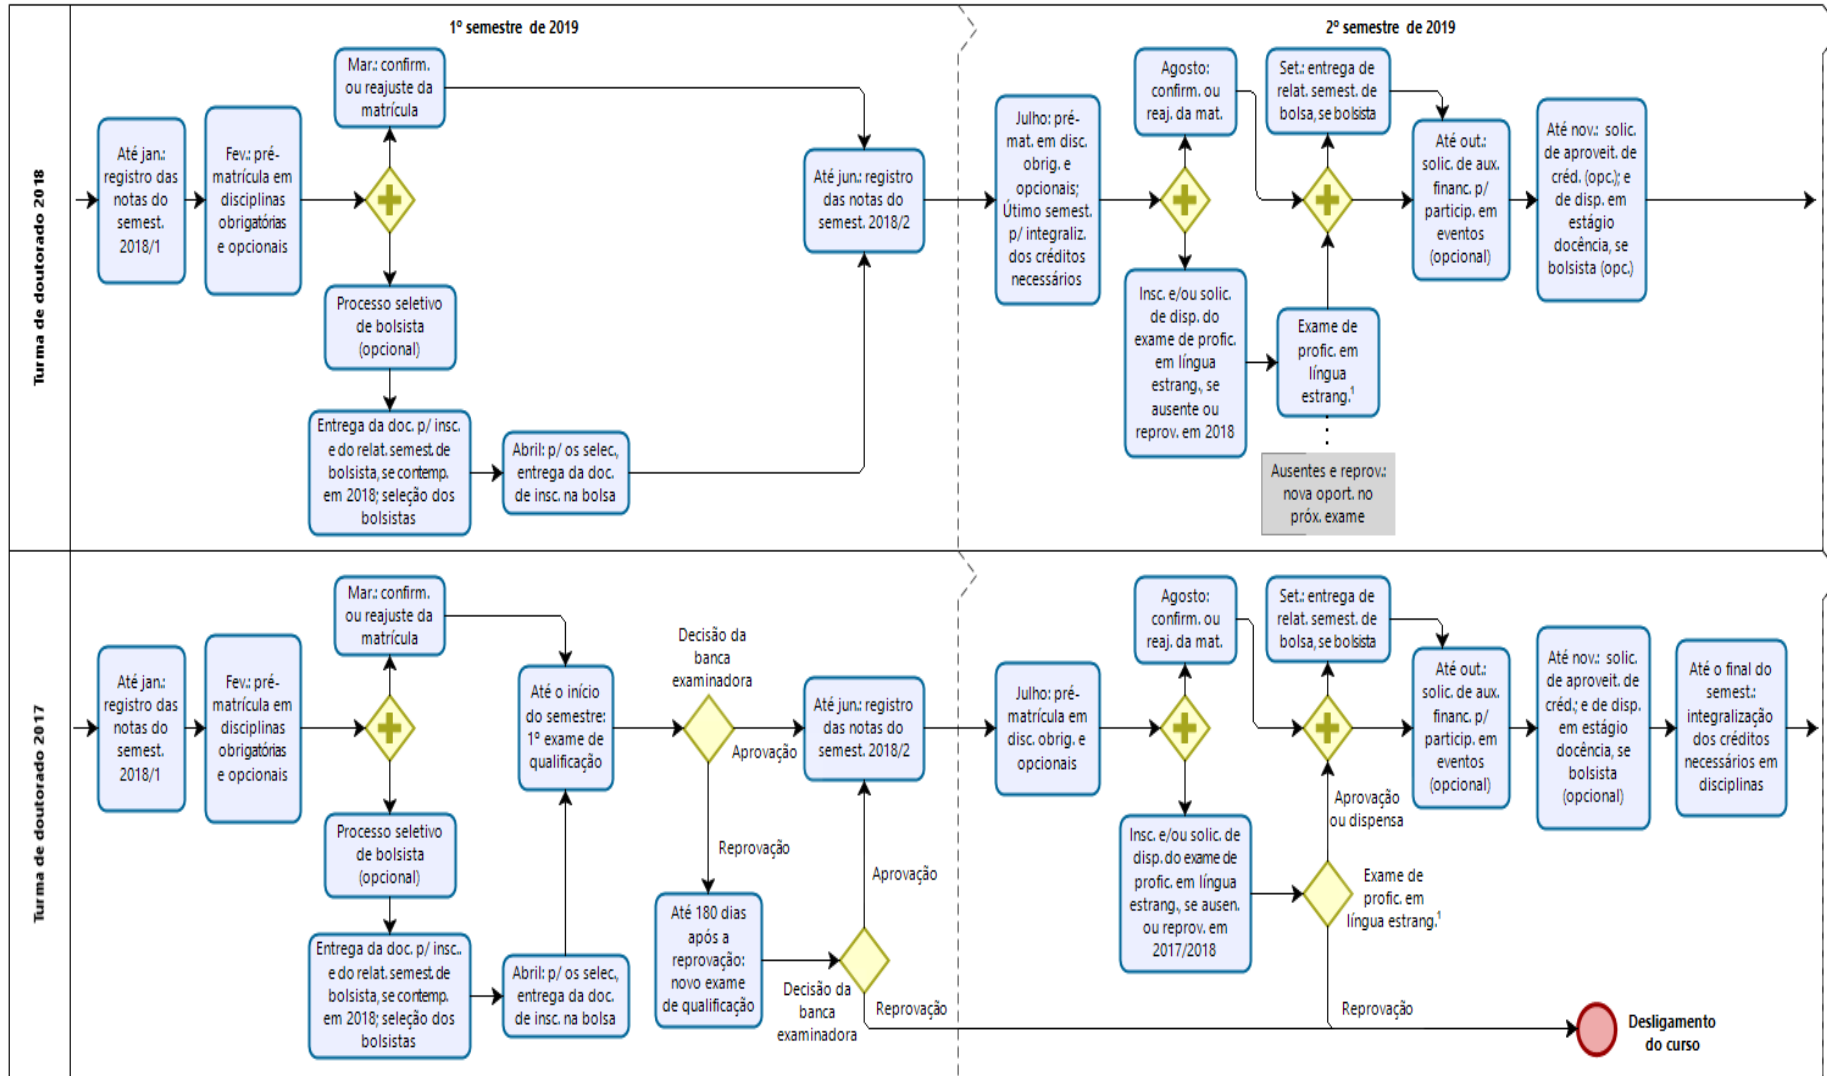 1º semestre de 2019
2º semestre de 2019
Turma de doutorado 2018
Até jan.:
registro das
notas do
semest.
2018/1
Fev.: pré-
matrícula em
disciplinas
obrigatórias
e opcionais
Mar.: confirm.
ou reajuste da
matrícula
Processo seletivo
de bolsista
(opcional)
Entrega da doc. p/ insc.
e do relat. semest. de
bolsista, se contemp.
em 2018; seleção dos
bolsistas
Abril: p/ os selec.,
entrega da doc.
de insc. na bolsa
Até jun.: registro
das notas do
semest. 2018/2
Julho: pré-
mat. em disc.
obrig. e
opcionais;
Útimo semest.
p/ integraliz.
dos créditos
necessários
Agosto:
confirm. ou
reaj. da mat.
Insc. e/ou solic.
de disp. do
exame de profic.
em língua
estrang., se
ausente ou
reprov. em 2018
Set.: entrega de
relat. semest. de
bolsa, se bolsista
Exame de
profic. em
língua
estrang.¹
Ausentes e reprov.:
nova oport. no
próx. exame
Até out.:
solic. de aux.
financ. p/
particip. em
eventos
(opcional)
Até nov.: solic.
de aproveit. de
créd. (opc.); e
de disp. em
estágio
docência, se
bolsista (opc.)
Turma de doutorado 2017
Até jan.:
registro das
notas do
semest.
2018/1
Fev.: pré-
matrícula em
disciplinas
obrigatórias
e opcionais
Mar.: confirm.
ou reajuste da
matrícula
Processo seletivo
de bolsista
(opcional)
Entrega da doc. p/ insc..
e do relat. semest. de
bolsista, se contemp.
em 2018; seleção dos
bolsistas
Abril: p/ os selec.,
entrega da doc.
de insc. na bolsa
Até o início
do semestre:
1º exame de
qualificação
Decisão da
banca
examinadora
Aprovação
Reprovação
Até 180 dias
após a
reprovação:
novo exame
de qualificação
Decisão da
banca
examinadora
Aprovação
Reprovação
Até jun.: registro
das notas do
semest. 2018/2
Julho: pré-
matrícula em
disc. obrig. e
opcionais
Agosto:
confirm. ou
reaj. da mat.
Insc. e/ou solic. de
disp. do exame de
profic. em língua
estrang., se ausen.
ou reprov. em
2017/2018
Set.: entrega de
relat. semest. de
bolsa, se bolsista
Aprovação
ou dispensa
Exame de
profic. em
língua estrang.¹
Reprovação
Até out.:
solic. de aux.
financ. p/
particip. em
eventos
(opcional)
Até nov.: solic.
de aproveit. de
créd.; e de disp.
em estágio
docência, se
bolsista
(opcional)
Até o final do
semest.:
integralização
dos créditos
necessários em
disciplinas
Desligamento
do curso